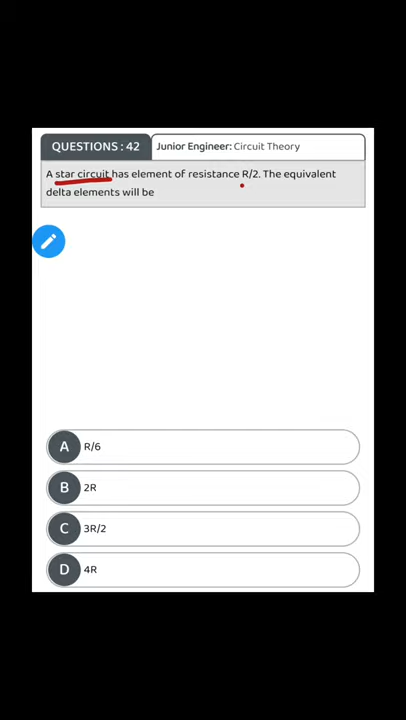 QUESTIONS : 42 Junior Engineer: Circuit Theory
A star circuit has element of resistance R/2. The equivalent
delta elements will be
A R/6
B 2R
C 3R/2
D 4R